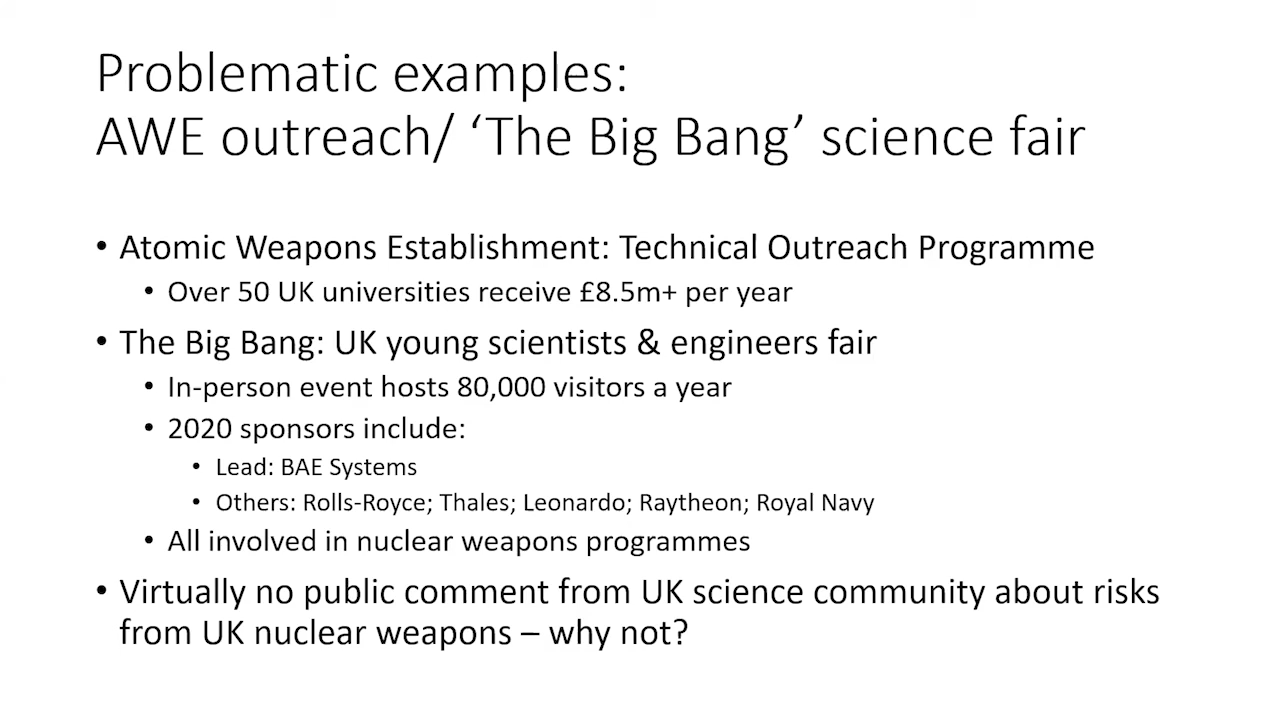 Problematic examples:
AWE outreach/ ‘The Big Bang’ science fair
• Atomic Weapons Establishment: Technical Outreach Programme
• Over 50 UK universities receive £8.5m+ per year
• The Big Bang: UK young scientists & engineers fair
• In-person event hosts 80,000 visitors a year
• 2020 sponsors include:
• Lead: BAE Systems
• Others: Rolls-Royce; Thales; Leonardo; Raytheon; Royal Navy
• All involved in nuclear weapons programmes
• Virtually no public comment from UK science community about risks
from UK nuclear weapons – why not?